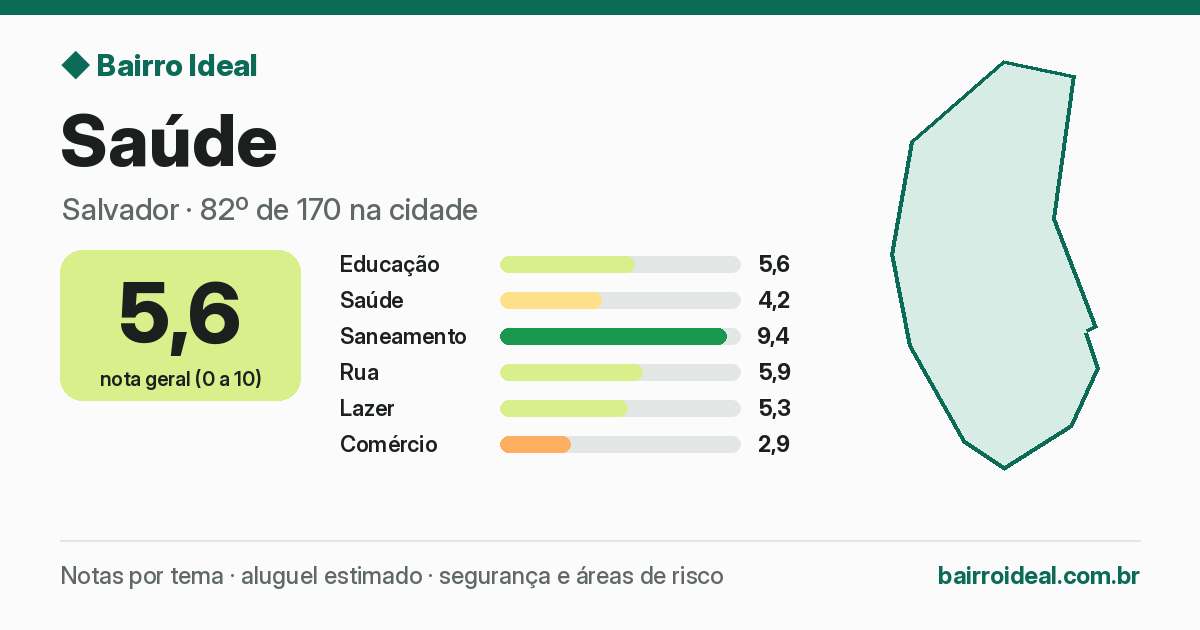 Bairro Ideal
Saúde
Salvador · 82º de 170 na cidade
5,6
nota geral (0 a 10)
Educação 5,6
Saúde 4,2
Saneamento 9,4
Rua 5,9
Lazer 5,3
Comércio 2,9
Notas por tema · aluguel estimado · segurança e áreas de risco
bairroideal.com.br